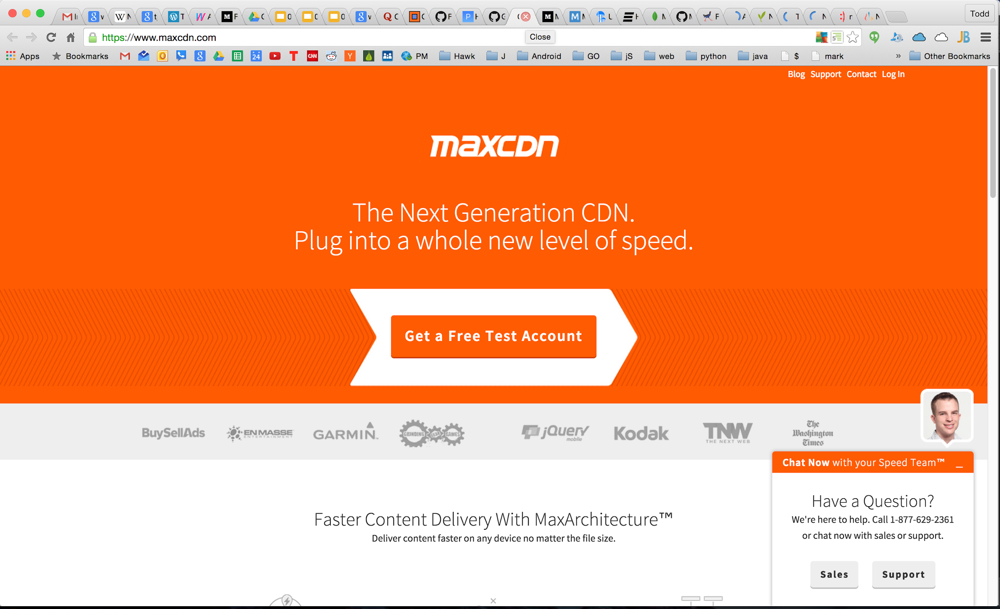 Todd
https://www.maxcdn.com
Close
Apps Bookmarks 24 CNN PM Hawk J Android GO jS web python java $ mark » Other Bookmarks
Blog Support Contact Log In
maxcdn
The Next Generation CDN.
Plug into a whole new level of speed.
Get a Free Test Account
BuySellAds EN MASSE ENTERTAINMENT GARMIN GRINDING GEAR GAMES jQuery mobile Kodak TNW THE NEXT WEB The Washington Times
Chat Now with your Speed Team™
Have a Question?
We're here to help. Call 1-877-629-2361
or chat now with sales or support.
Sales Support
Faster Content Delivery With MaxArchitecture™
Deliver content faster on any device no matter the file size.